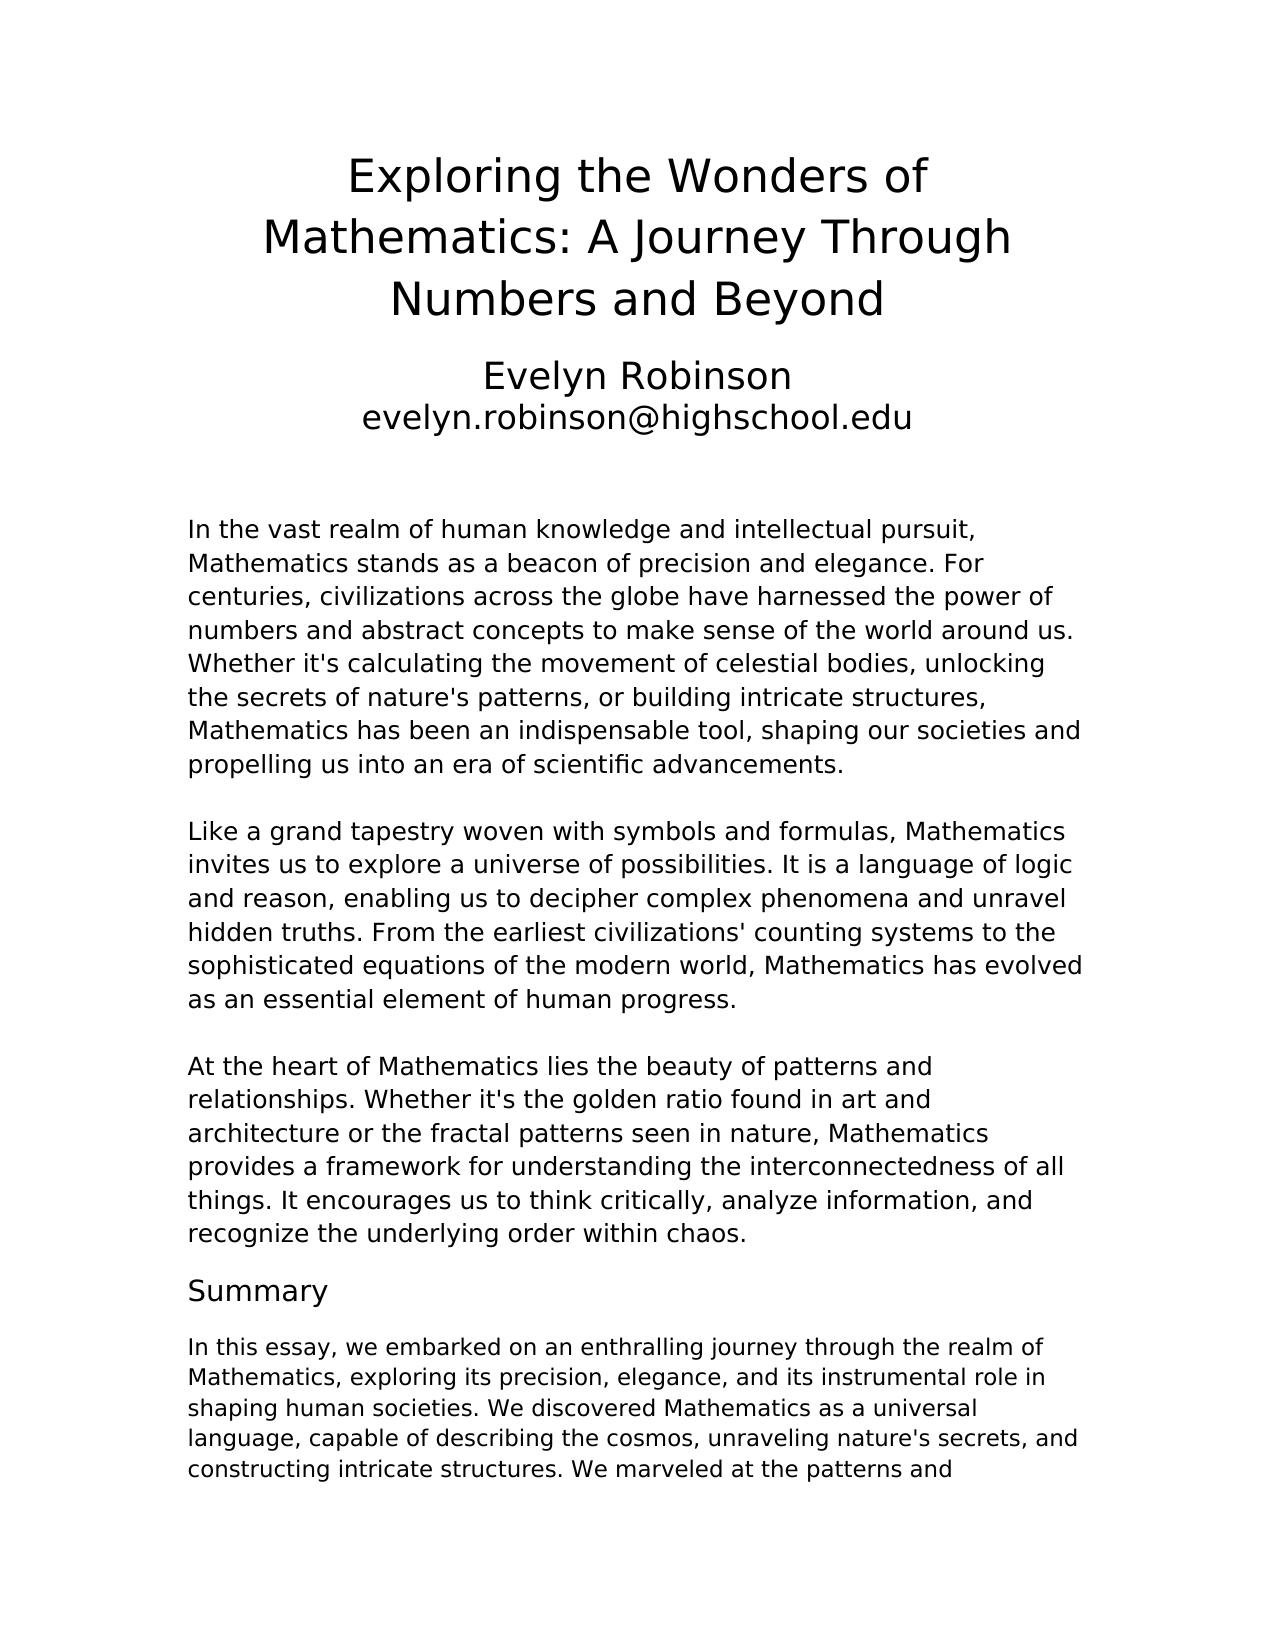 Exploring the Wonders of
Mathematics: A Journey Through
Numbers and Beyond
Evelyn Robinson
evelyn.robinson@highschool.edu
In the vast realm of human knowledge and intellectual pursuit,
Mathematics stands as a beacon of precision and elegance. For
centuries, civilizations across the globe have harnessed the power of
numbers and abstract concepts to make sense of the world around us.
Whether it's calculating the movement of celestial bodies, unlocking
the secrets of nature's patterns, or building intricate structures,
Mathematics has been an indispensable tool, shaping our societies and
propelling us into an era of scientific advancements.
Like a grand tapestry woven with symbols and formulas, Mathematics
invites us to explore a universe of possibilities. It is a language of logic
and reason, enabling us to decipher complex phenomena and unravel
hidden truths. From the earliest civilizations' counting systems to the
sophisticated equations of the modern world, Mathematics has evolved
as an essential element of human progress.
At the heart of Mathematics lies the beauty of patterns and
relationships. Whether it's the golden ratio found in art and
architecture or the fractal patterns seen in nature, Mathematics
provides a framework for understanding the interconnectedness of all
things. It encourages us to think critically, analyze information, and
recognize the underlying order within chaos.
Summary
In this essay, we embarked on an enthralling journey through the realm of
Mathematics, exploring its precision, elegance, and its instrumental role in
shaping human societies. We discovered Mathematics as a universal
language, capable of describing the cosmos, unraveling nature's secrets, and
constructing intricate structures. We marveled at the patterns and